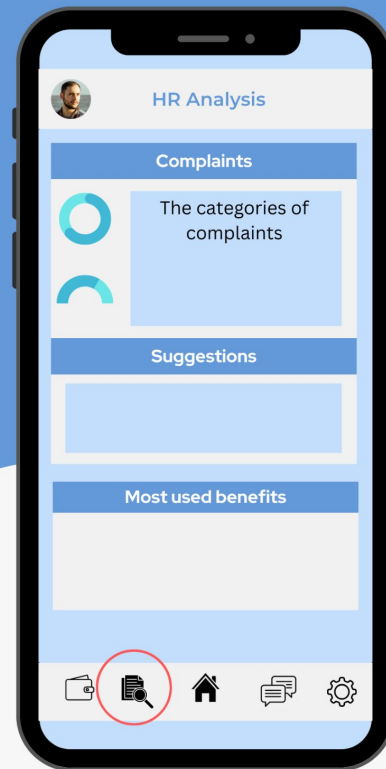 HR Analysis
Complaints
The categories of
complaints
Suggestions
Most used benefits